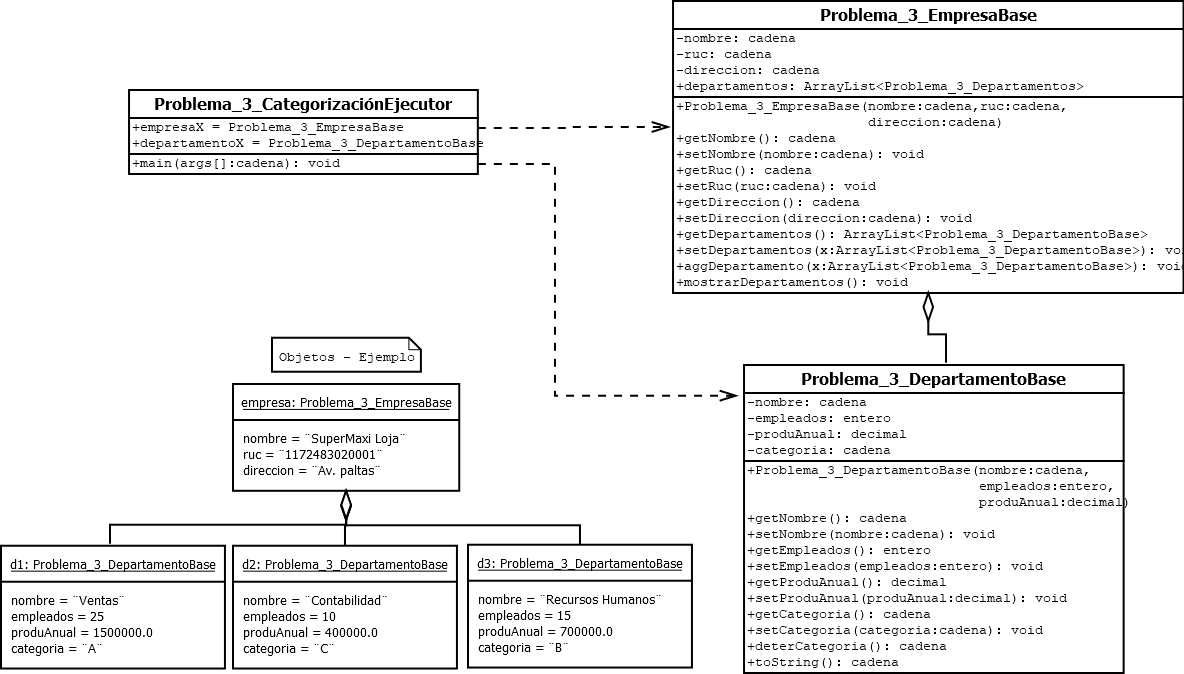 Problema_3_EmpresaBase
-nombre: cadena
-ruc: cadena
-direccion: cadena
+departamentos: ArrayList<Problema_3_Departamentos>
+Problema_3_EmpresaBase(nombre:cadena,ruc:cadena,
direccion:cadena)
+getNombre(): cadena
+setNombre(nombre:cadena): void
+getRuc(): cadena
+setRuc(ruc:cadena): void
+getDireccion(): cadena
+setDireccion(direccion:cadena): void
+getDepartamentos(): ArrayList<Problema_3_DepartamentoBase>
+setDepartamentos(x:ArrayList<Problema_3_DepartamentoBase>): vo
+aggDepartamento(x:ArrayList<Problema_3_DepartamentoBase>): voi
+mostrarDepartamentos(): void
Problema_3_CategorizaciónEjecutor
+empresaX = Problema_3_EmpresaBase
+departamentoX = Problema_3_DepartamentoBase
+main(args[]:cadena): void
Objetos - Ejemplo
empresa: Problema_3_EmpresaBase
nombre = ¨SuperMaxi Loja¨
ruc = ¨1172483020001¨
direccion = ¨Av. paltas¨
d1: Problema_3_DepartamentoBase
nombre = ¨Ventas¨
empleados = 25
produAnual = 1500000.0
categoria = ¨A¨
d2: Problema_3_DepartamentoBase
nombre = ¨Contabilidad¨
empleados = 10
produAnual = 400000.0
categoria = ¨C¨
d3: Problema_3_DepartamentoBase
nombre = ¨Recursos Humanos¨
empleados = 15
produAnual = 700000.0
categoria = ¨B¨
Problema_3_DepartamentoBase
-nombre: cadena
-empleados: entero
-produAnual: decimal
-categoria: cadena
+Problema_3_DepartamentoBase(nombre:cadena,
empleados:entero,
produAnual:decimal)
+getNombre(): cadena
+setNombre(nombre:cadena): void
+getEmpleados(): entero
+setEmpleados(empleados:entero): void
+getProduAnual(): decimal
+setProduAnual(produAnual:decimal): void
+getCategoria(): cadena
+setCategoria(categoria:cadena): void
+deterCategoria(): cadena
+toString(): cadena